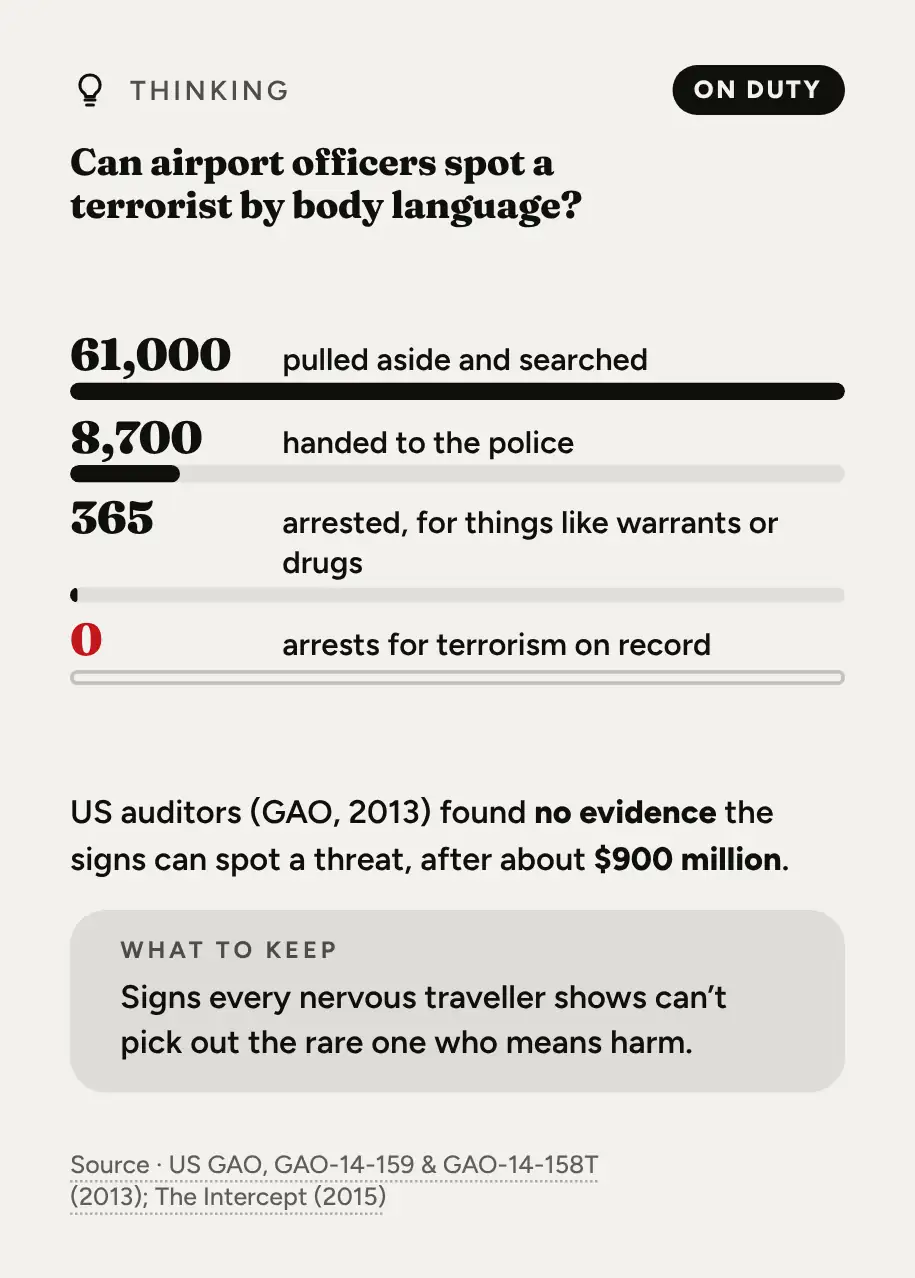 THINKING
ON DUTY
Can airport officers spot a
terrorist by body language?
61,000 pulled aside and searched
8,700 handed to the police
365 arrested, for things like warrants or
drugs
0 arrests for terrorism on record
US auditors (GAO, 2013) found no evidence the
signs can spot a threat, after about $900 million.
WHAT TO KEEP
Signs every nervous traveller shows can’t
pick out the rare one who means harm.
Source · US GAO, GAO-14-159 & GAO-14-158T
(2013); The Intercept (2015)